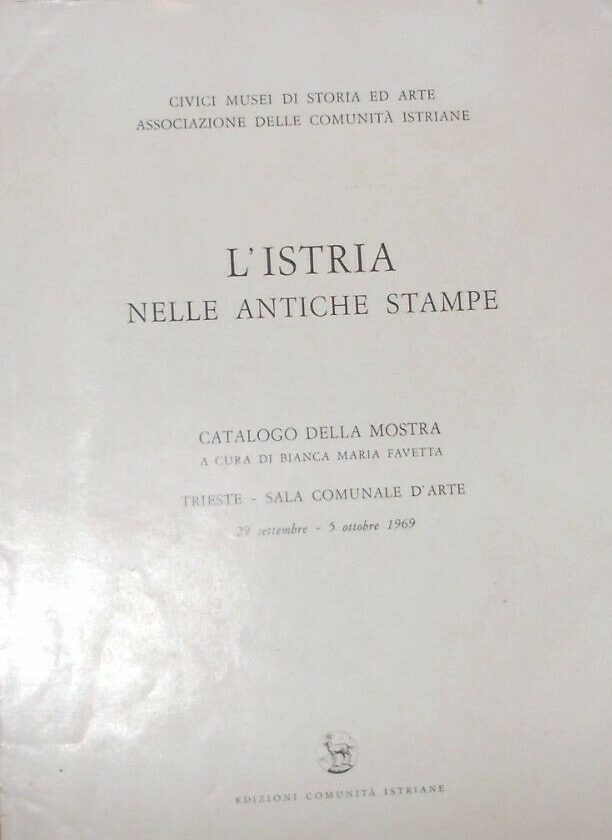 CIVICI MUSEI DI STORIA ED ARTE
ASSOCIAZIONE DELLE COMUNITÀ ISTRIANE
L'ISTRIA
NELLE ANTICHE STAMPE
CATALOGO DELLA MOSTRA
A CURA DI BIANCA MARIA FAVETTA
TRIESTE - SALA COMUNALE D'ARTE
29 settembre - 5 ottobre 1969
EDIZIONI COMUNITÀ ISTRIANE